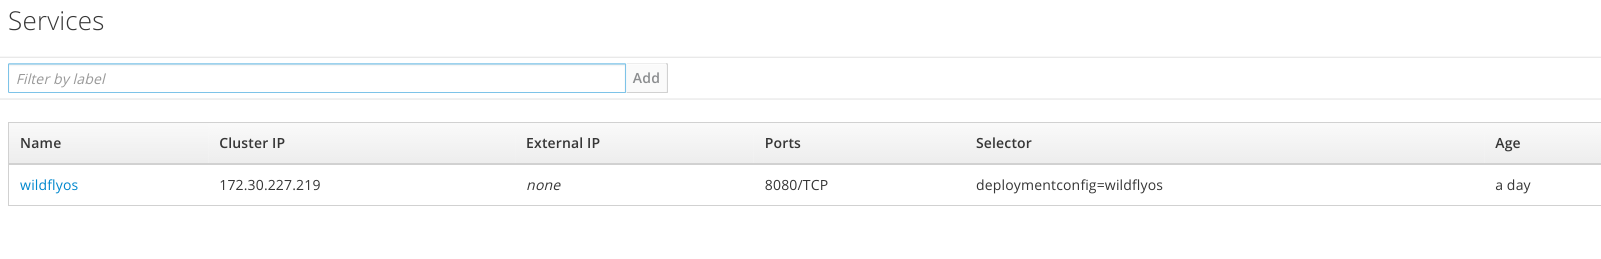 Services
Filter by label Add
Name Cluster IP External IP Ports Selector Age
wildflyos 172.30.227.219 none 8080/TCP deploymentconfig=wildflyos a day